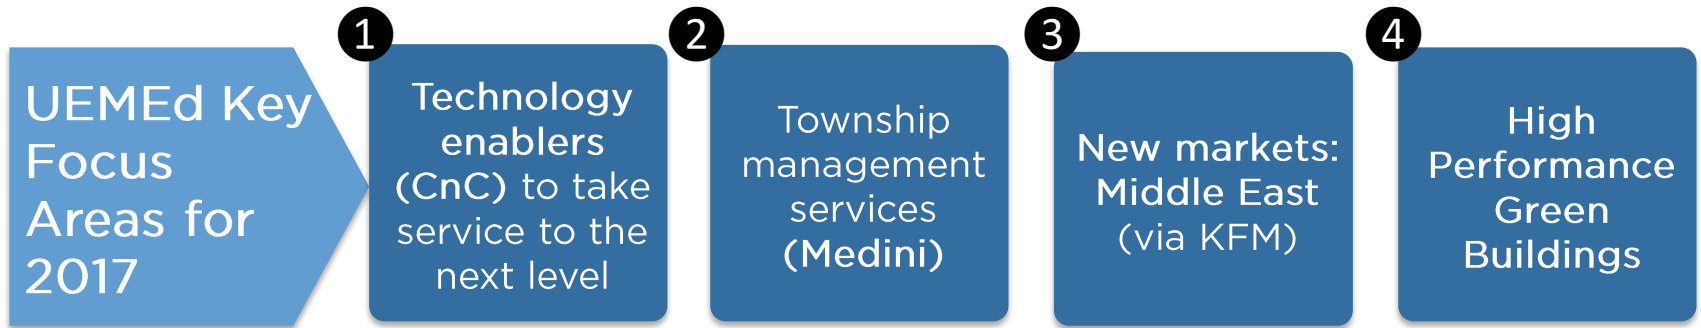 UEMEd Key
Focus
Areas for
2017
1
Technology
enablers
(CnC) to take
service to the
next level
2
Township
management
services
(Medini)
3
New markets:
Middle East
(via KFM)
4
High
Performance
Green
Buildings